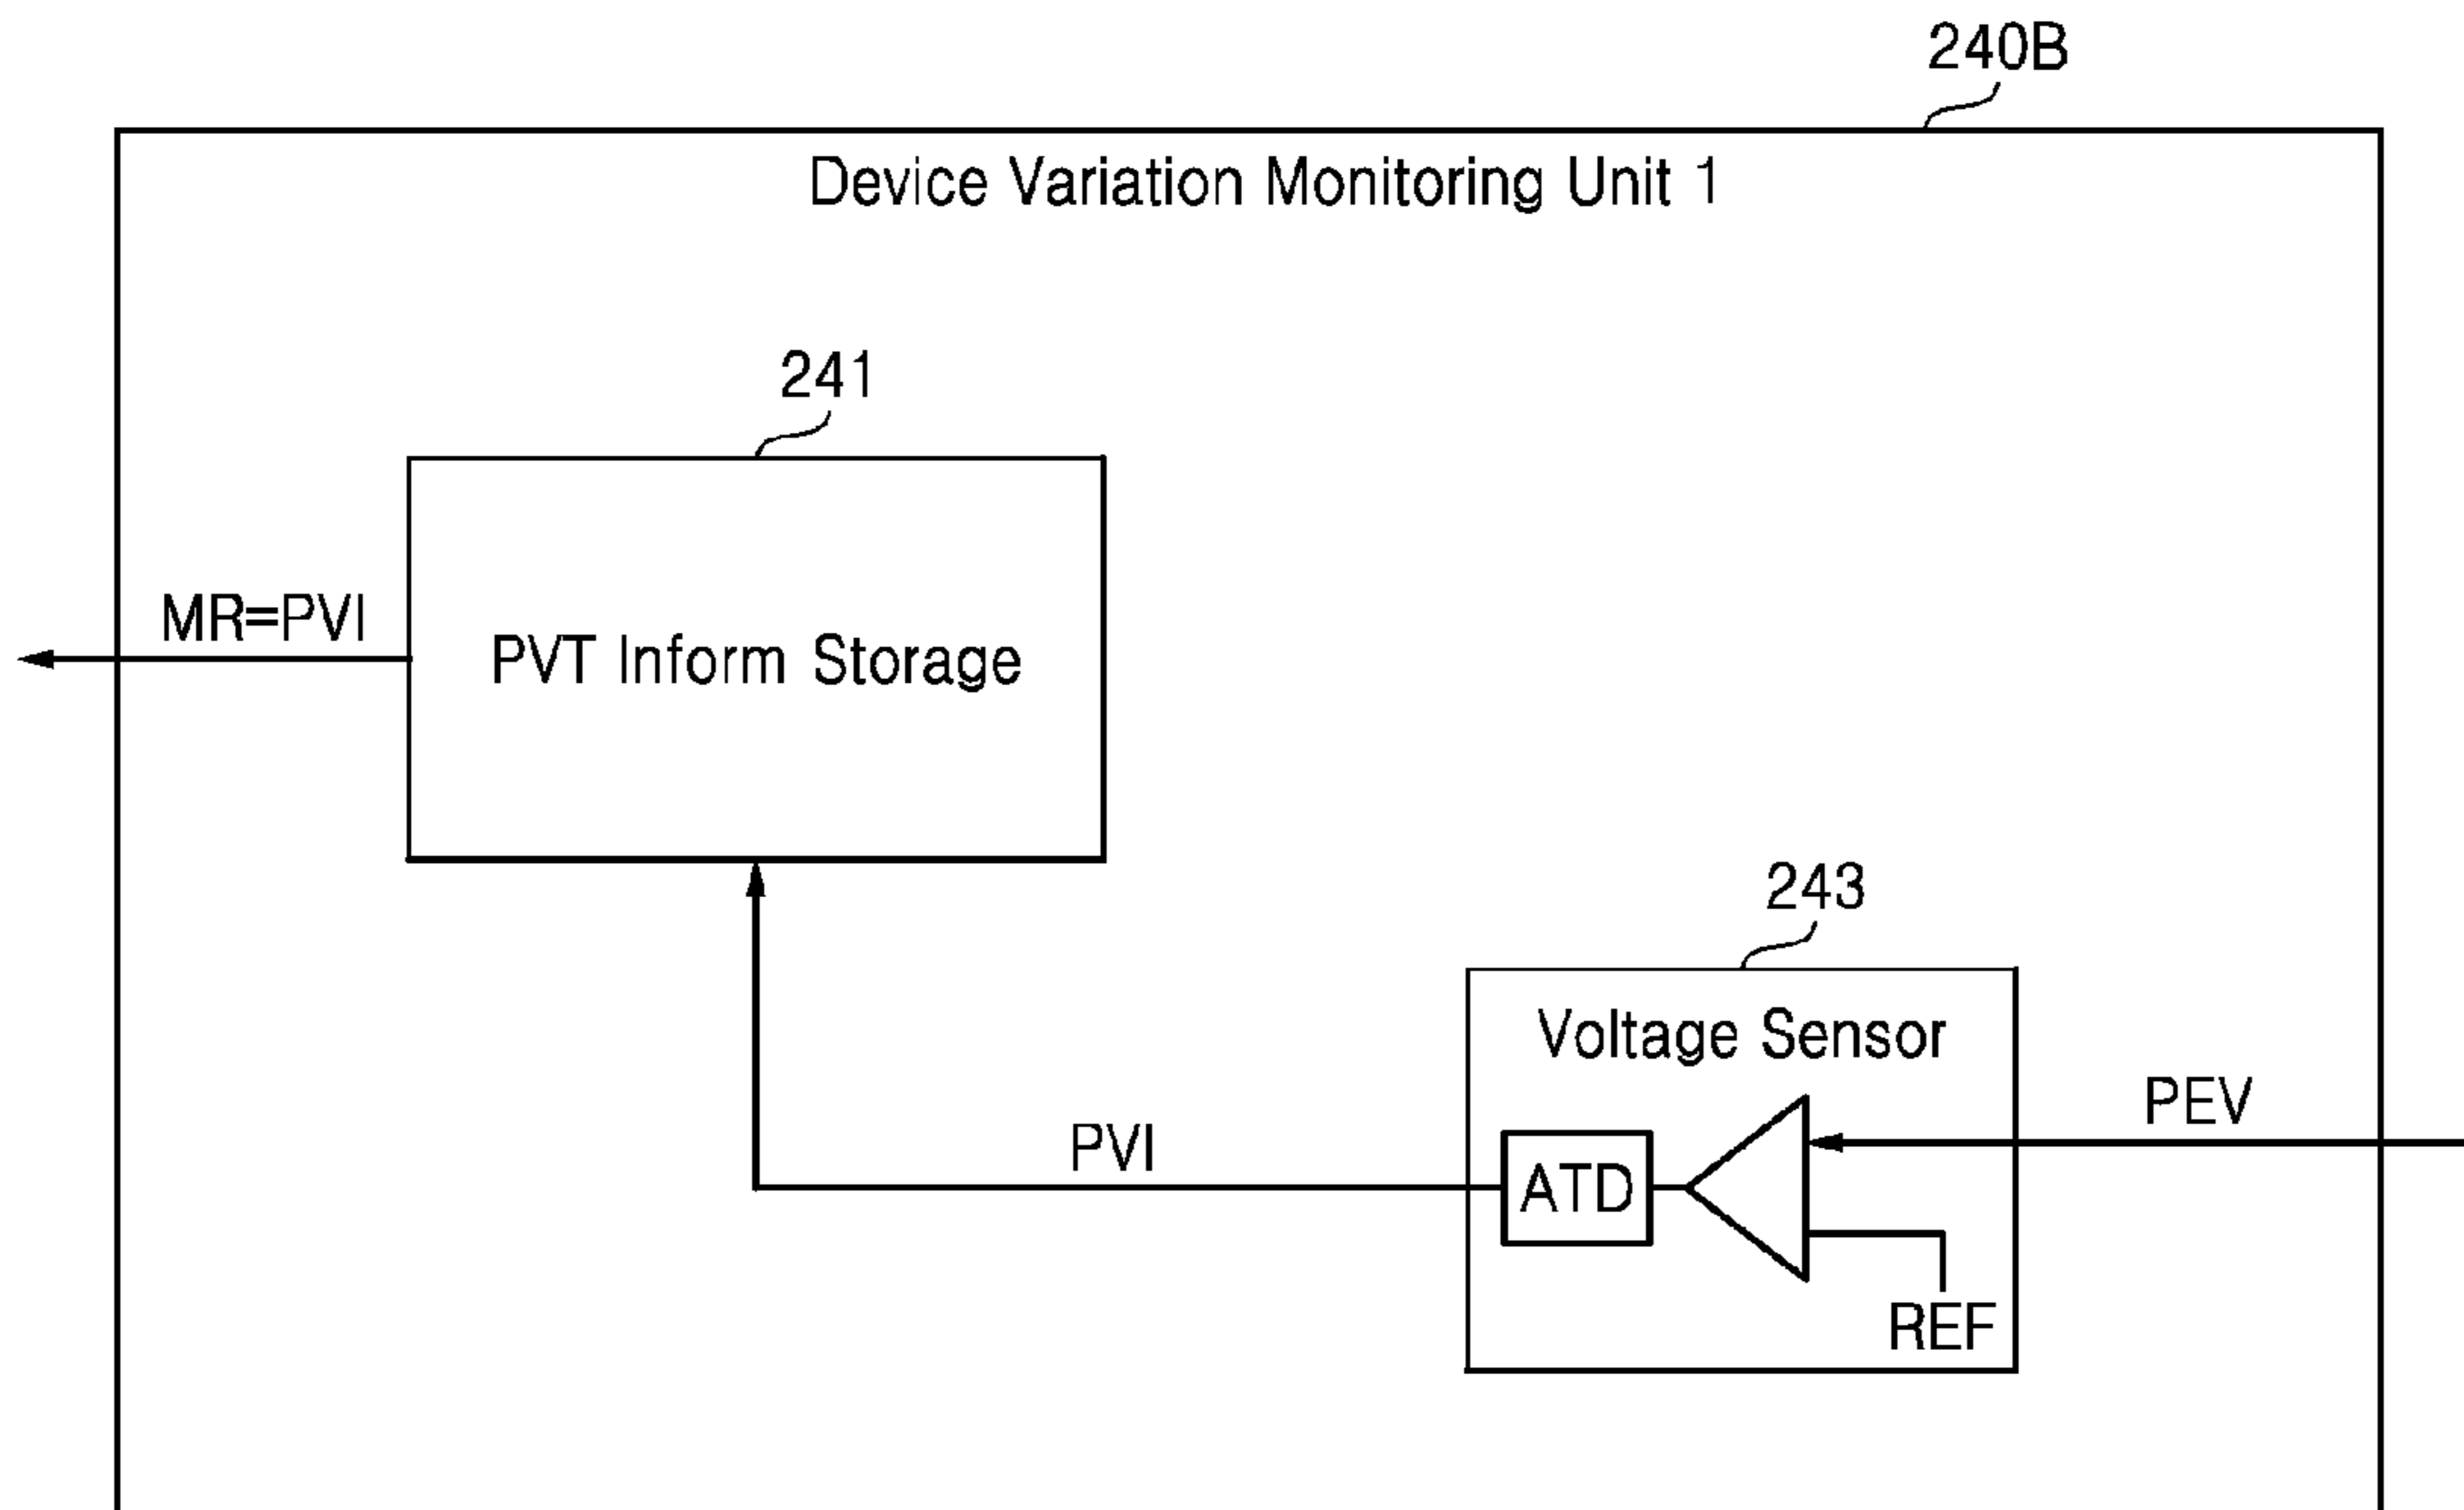 240B
Device Variation Monitoring Unit 1
241
MR=PVI
PVT Inform Storage
243
Voltage Sensor
PEV
PVI
ATD
REF